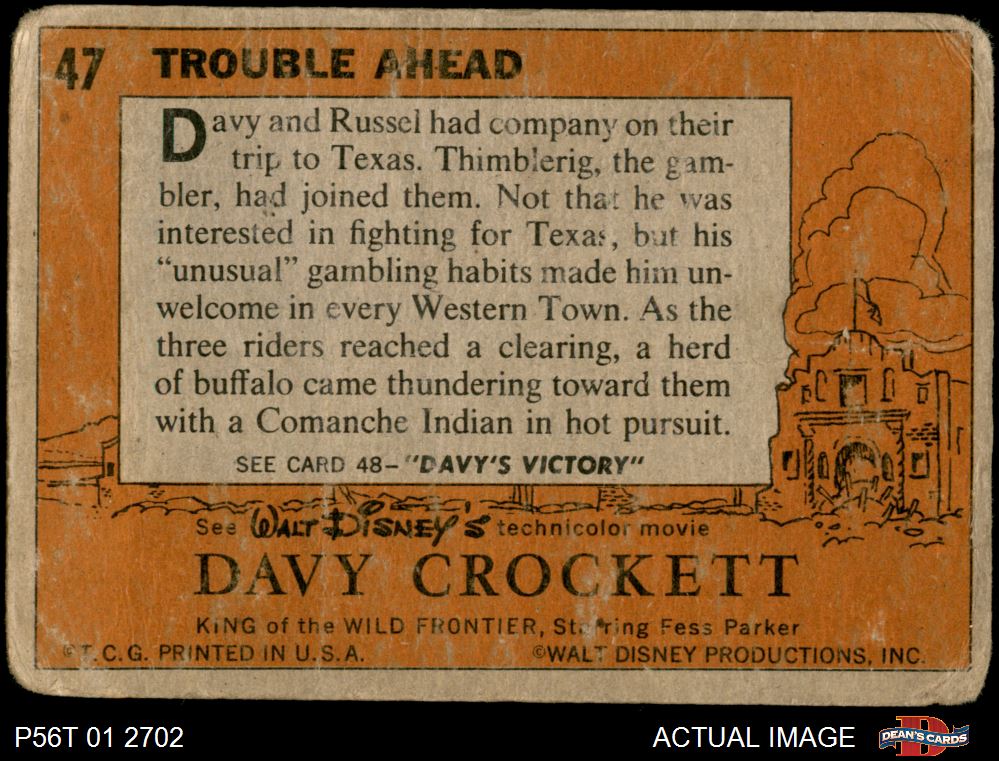 47 TROUBLE AHEAD
Davy and Russel had company on their
trip to Texas. Thimblerig, the gam-
bler, had joined them. Not that he was
interested in fighting for Texas, but his
“unusual” gambling habits made him un-
welcome in every Western Town. As the
three riders reached a clearing, a herd
of buffalo came thundering toward them
with a Comanche Indian in hot pursuit.
SEE CARD 48–"DAVY'S VICTORY"
See WALT DISNEY'S technicolor movie
DAVY CROCKETT
KING of the WILD FRONTIER, Starring Fess Parker
©T.C.G. PRINTED IN U.S.A. ©WALT DISNEY PRODUCTIONS, INC.
P56T 01 2702 ACTUAL IMAGE DEAN'S CARDS